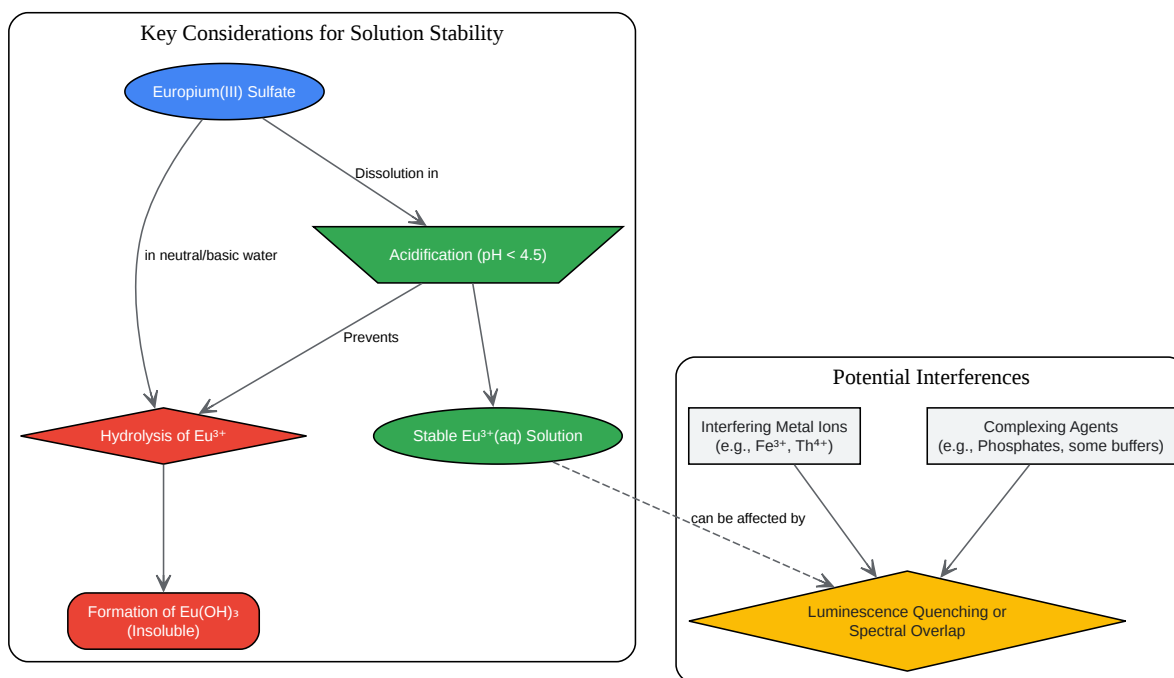 Key Considerations for Solution Stability
Europium(III) Sulfate
Dissolution in
in neutral/basic water
Acidification (pH < 4.5)
Prevents
Hydrolysis of Eu³⁺
Stable Eu³⁺(aq) Solution
Formation of Eu(OH)₃
(Insoluble)
Potential Interferences
Interfering Metal Ions
(e.g., Fe³⁺, Th⁴⁺)
Complexing Agents
(e.g., Phosphates, some buffers)
can be affected by
Luminescence Quenching or
Spectral Overlap